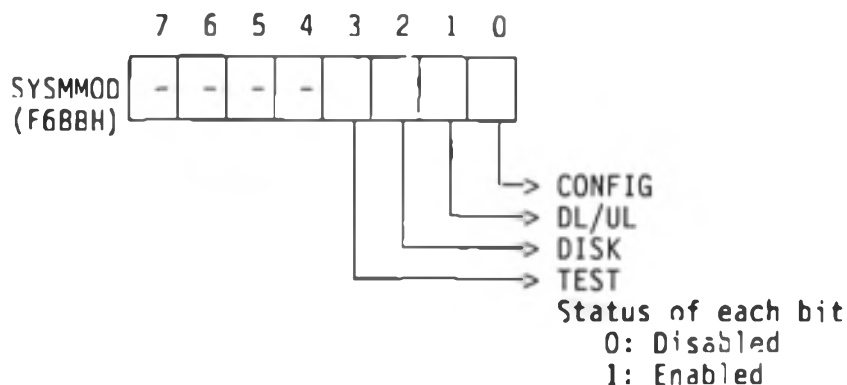 7 6 5 4 3 2 1 0
SYSMMOD - - - -
(F6BBH)
CONFIG
DL/UL
DISK
TEST
Status of each bit
0: Disabled
1: Enabled